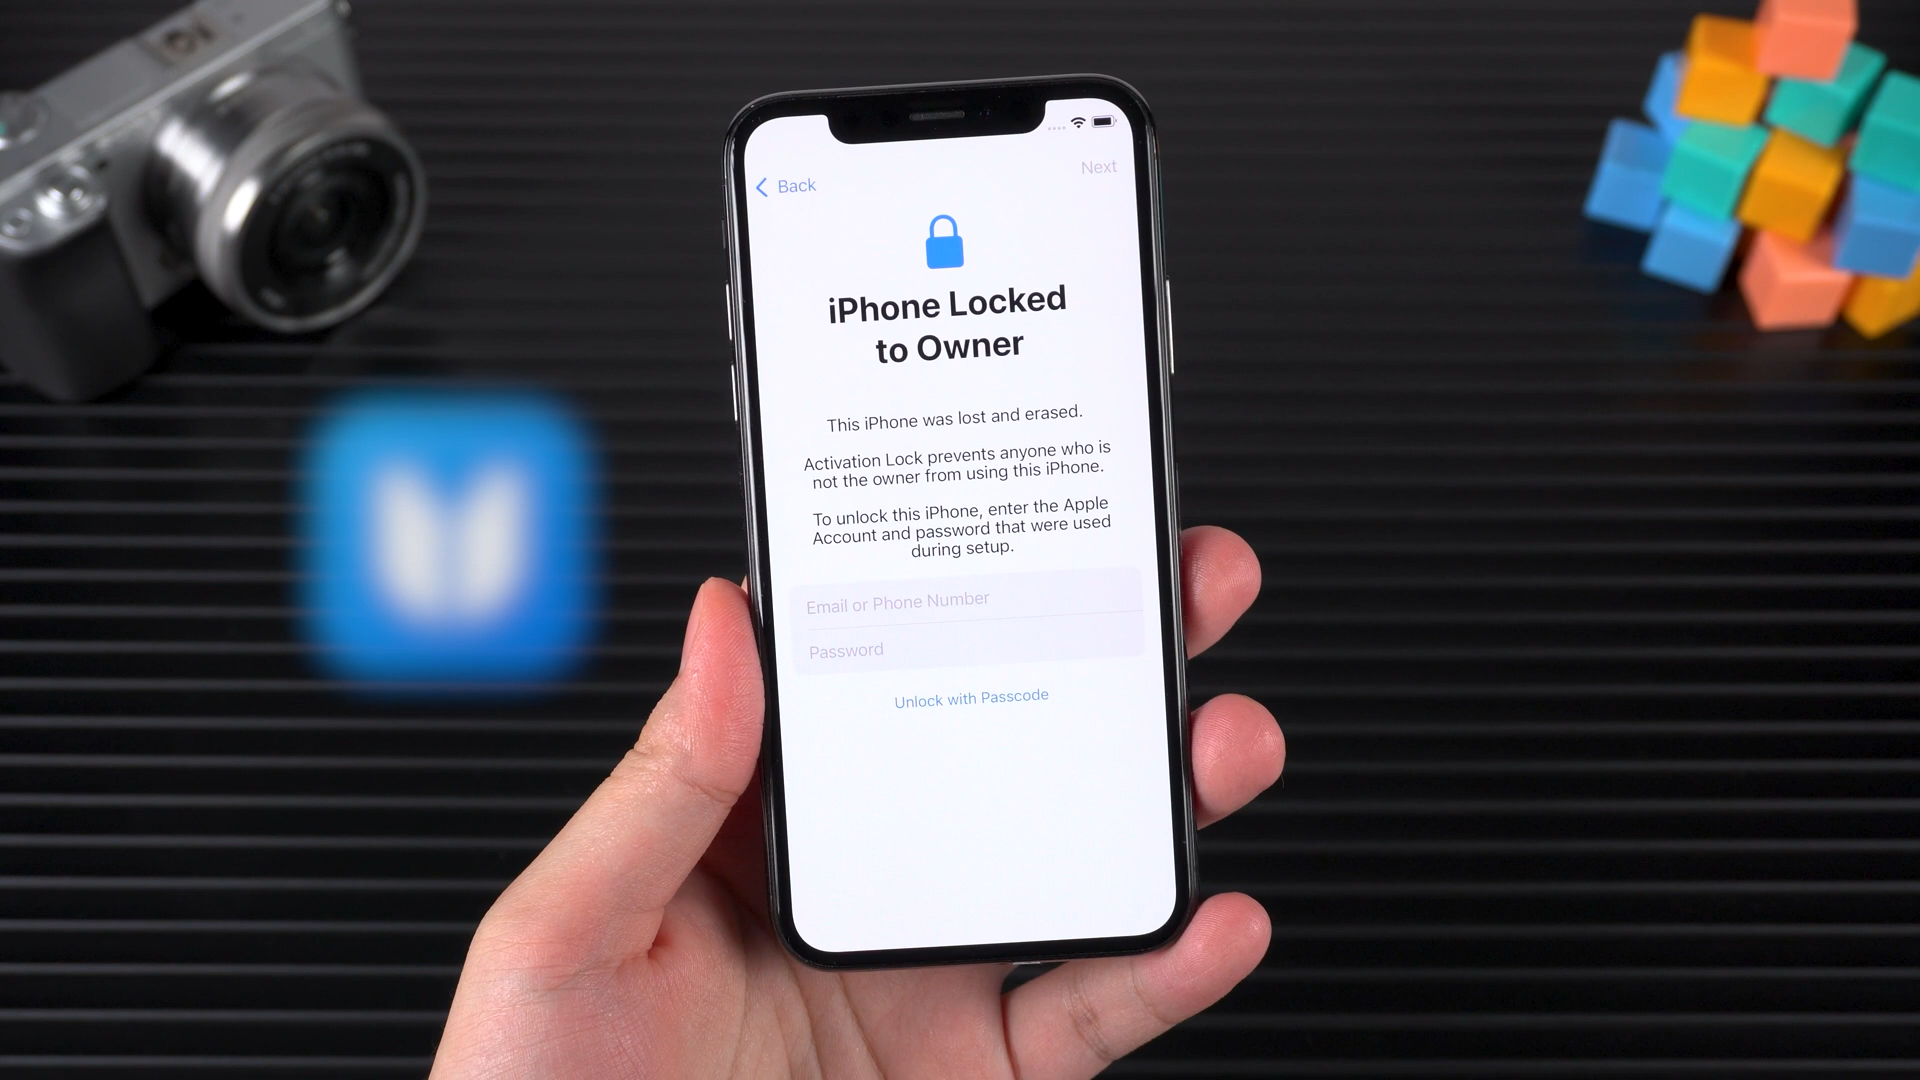 Next
Back
iPhone Locked
to Owner
This iPhone was lost and erased.
Activation Lock prevents anyone who is
not the owner from using this iPhone.
To unlock this iPhone, enter the Apple
Account and password that were used
during setup.
Email or Phone Number
Password
Unlock with Passcode